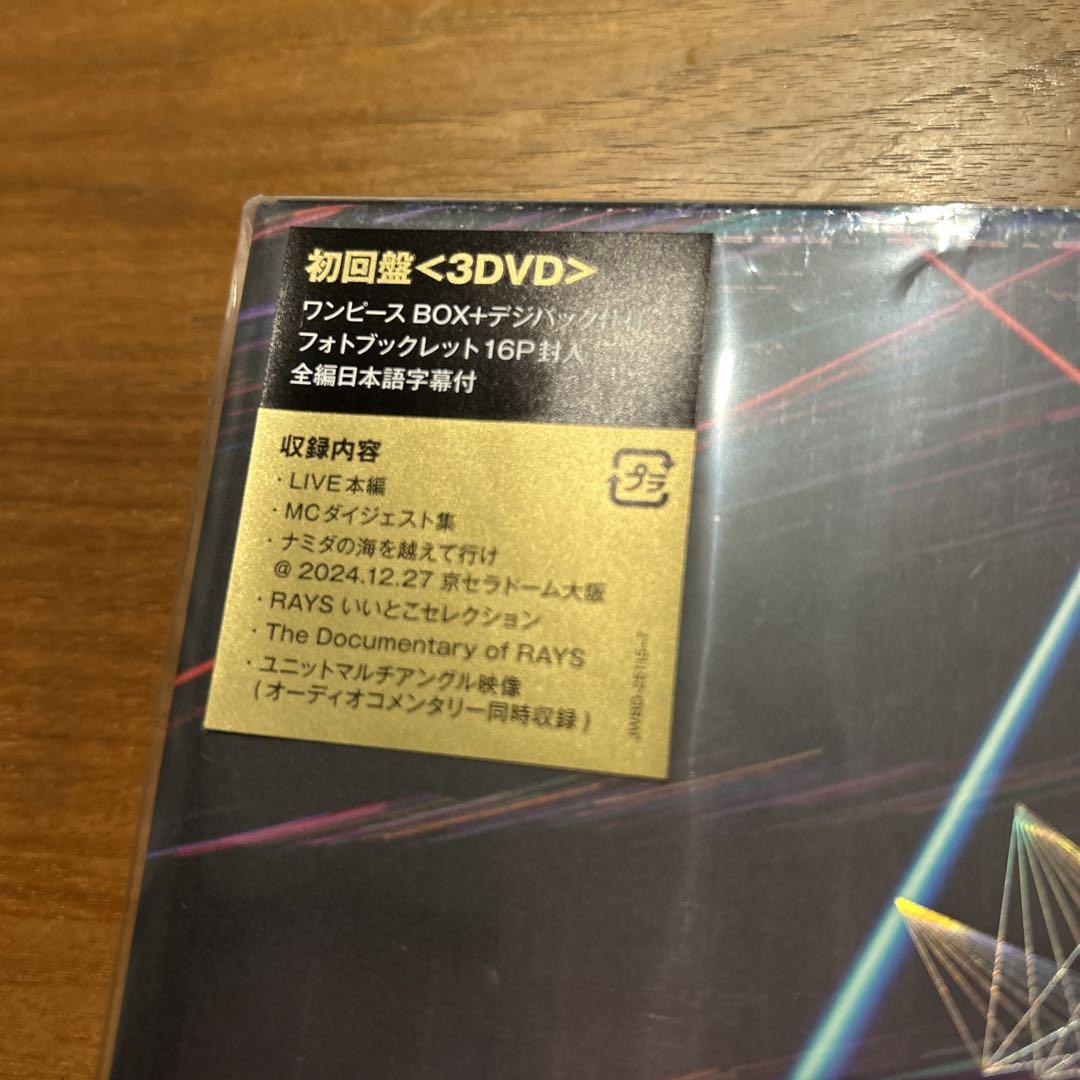 初回盤<3DVD>
ワンピース BOX+デジパック仕様
フォトブックレット16P封入
全編日本語字幕付
収録内容
・LIVE本編
・MCダイジェスト集
・ナミダの海を越えて行け
@ 2024.12.27 京セラドーム大阪
・RAYS いいとこセレクション
・The Documentary of RAYS
・ユニットマルチアングル映像
(オーディオコメンタリー同時収録)
プラ